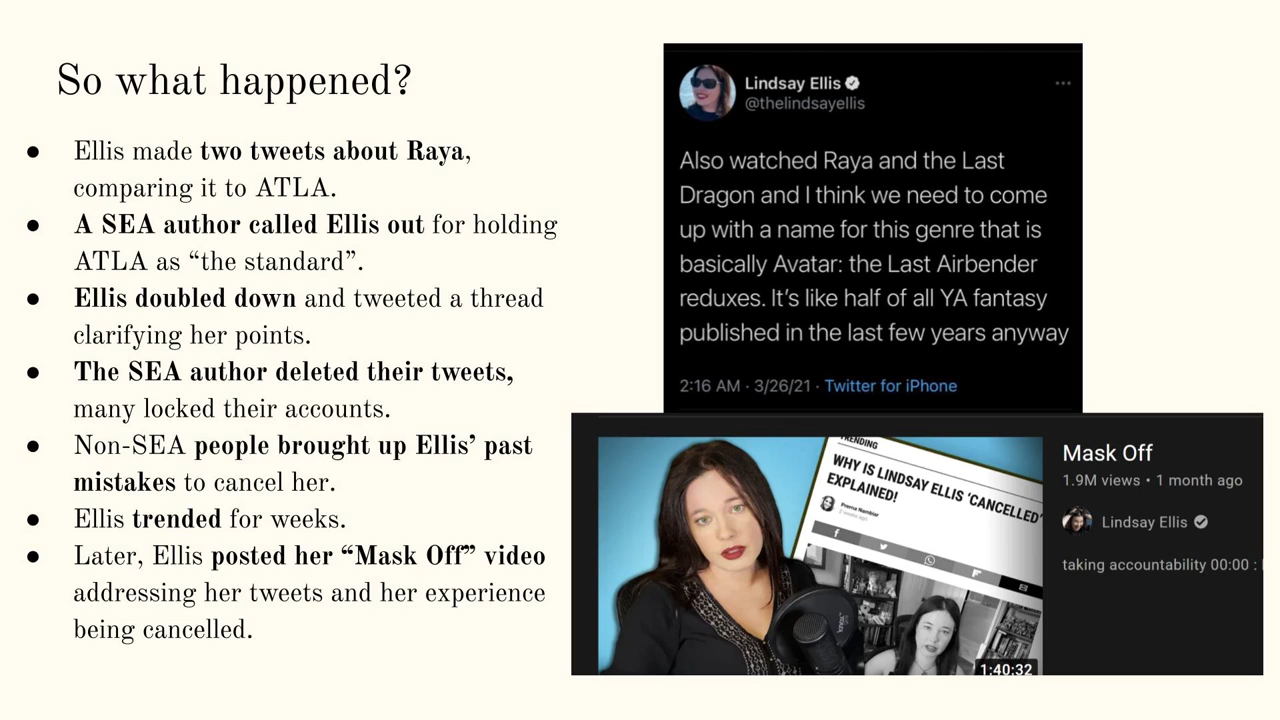 So what happened?
● Ellis made two tweets about Raya,
comparing it to ATLA.
● A SEA author called Ellis out for holding
ATLA as “the standard”.
● Ellis doubled down and tweeted a thread
clarifying her points.
● The SEA author deleted their tweets,
many locked their accounts.
● Non-SEA people brought up Ellis’ past
mistakes to cancel her.
● Ellis trended for weeks.
● Later, Ellis posted her “Mask Off” video
addressing her tweets and her experience
being cancelled.
Lindsay Ellis
@thelindsayellis
Also watched Raya and the Last
Dragon and I think we need to come
up with a name for this genre that is
basically Avatar: the Last Airbender
reduxes. It’s like half of all YA fantasy
published in the last few years anyway
2:16 AM · 3/26/21 · Twitter for iPhone
TRENDING
WHY IS LINDSAY ELLIS ‘CANCELLED’
EXPLAINED!
Prerna Nambiar
1:40:32
Mask Off
1.9M views • 1 month ago
Lindsay Ellis
taking accountability 00:00 :